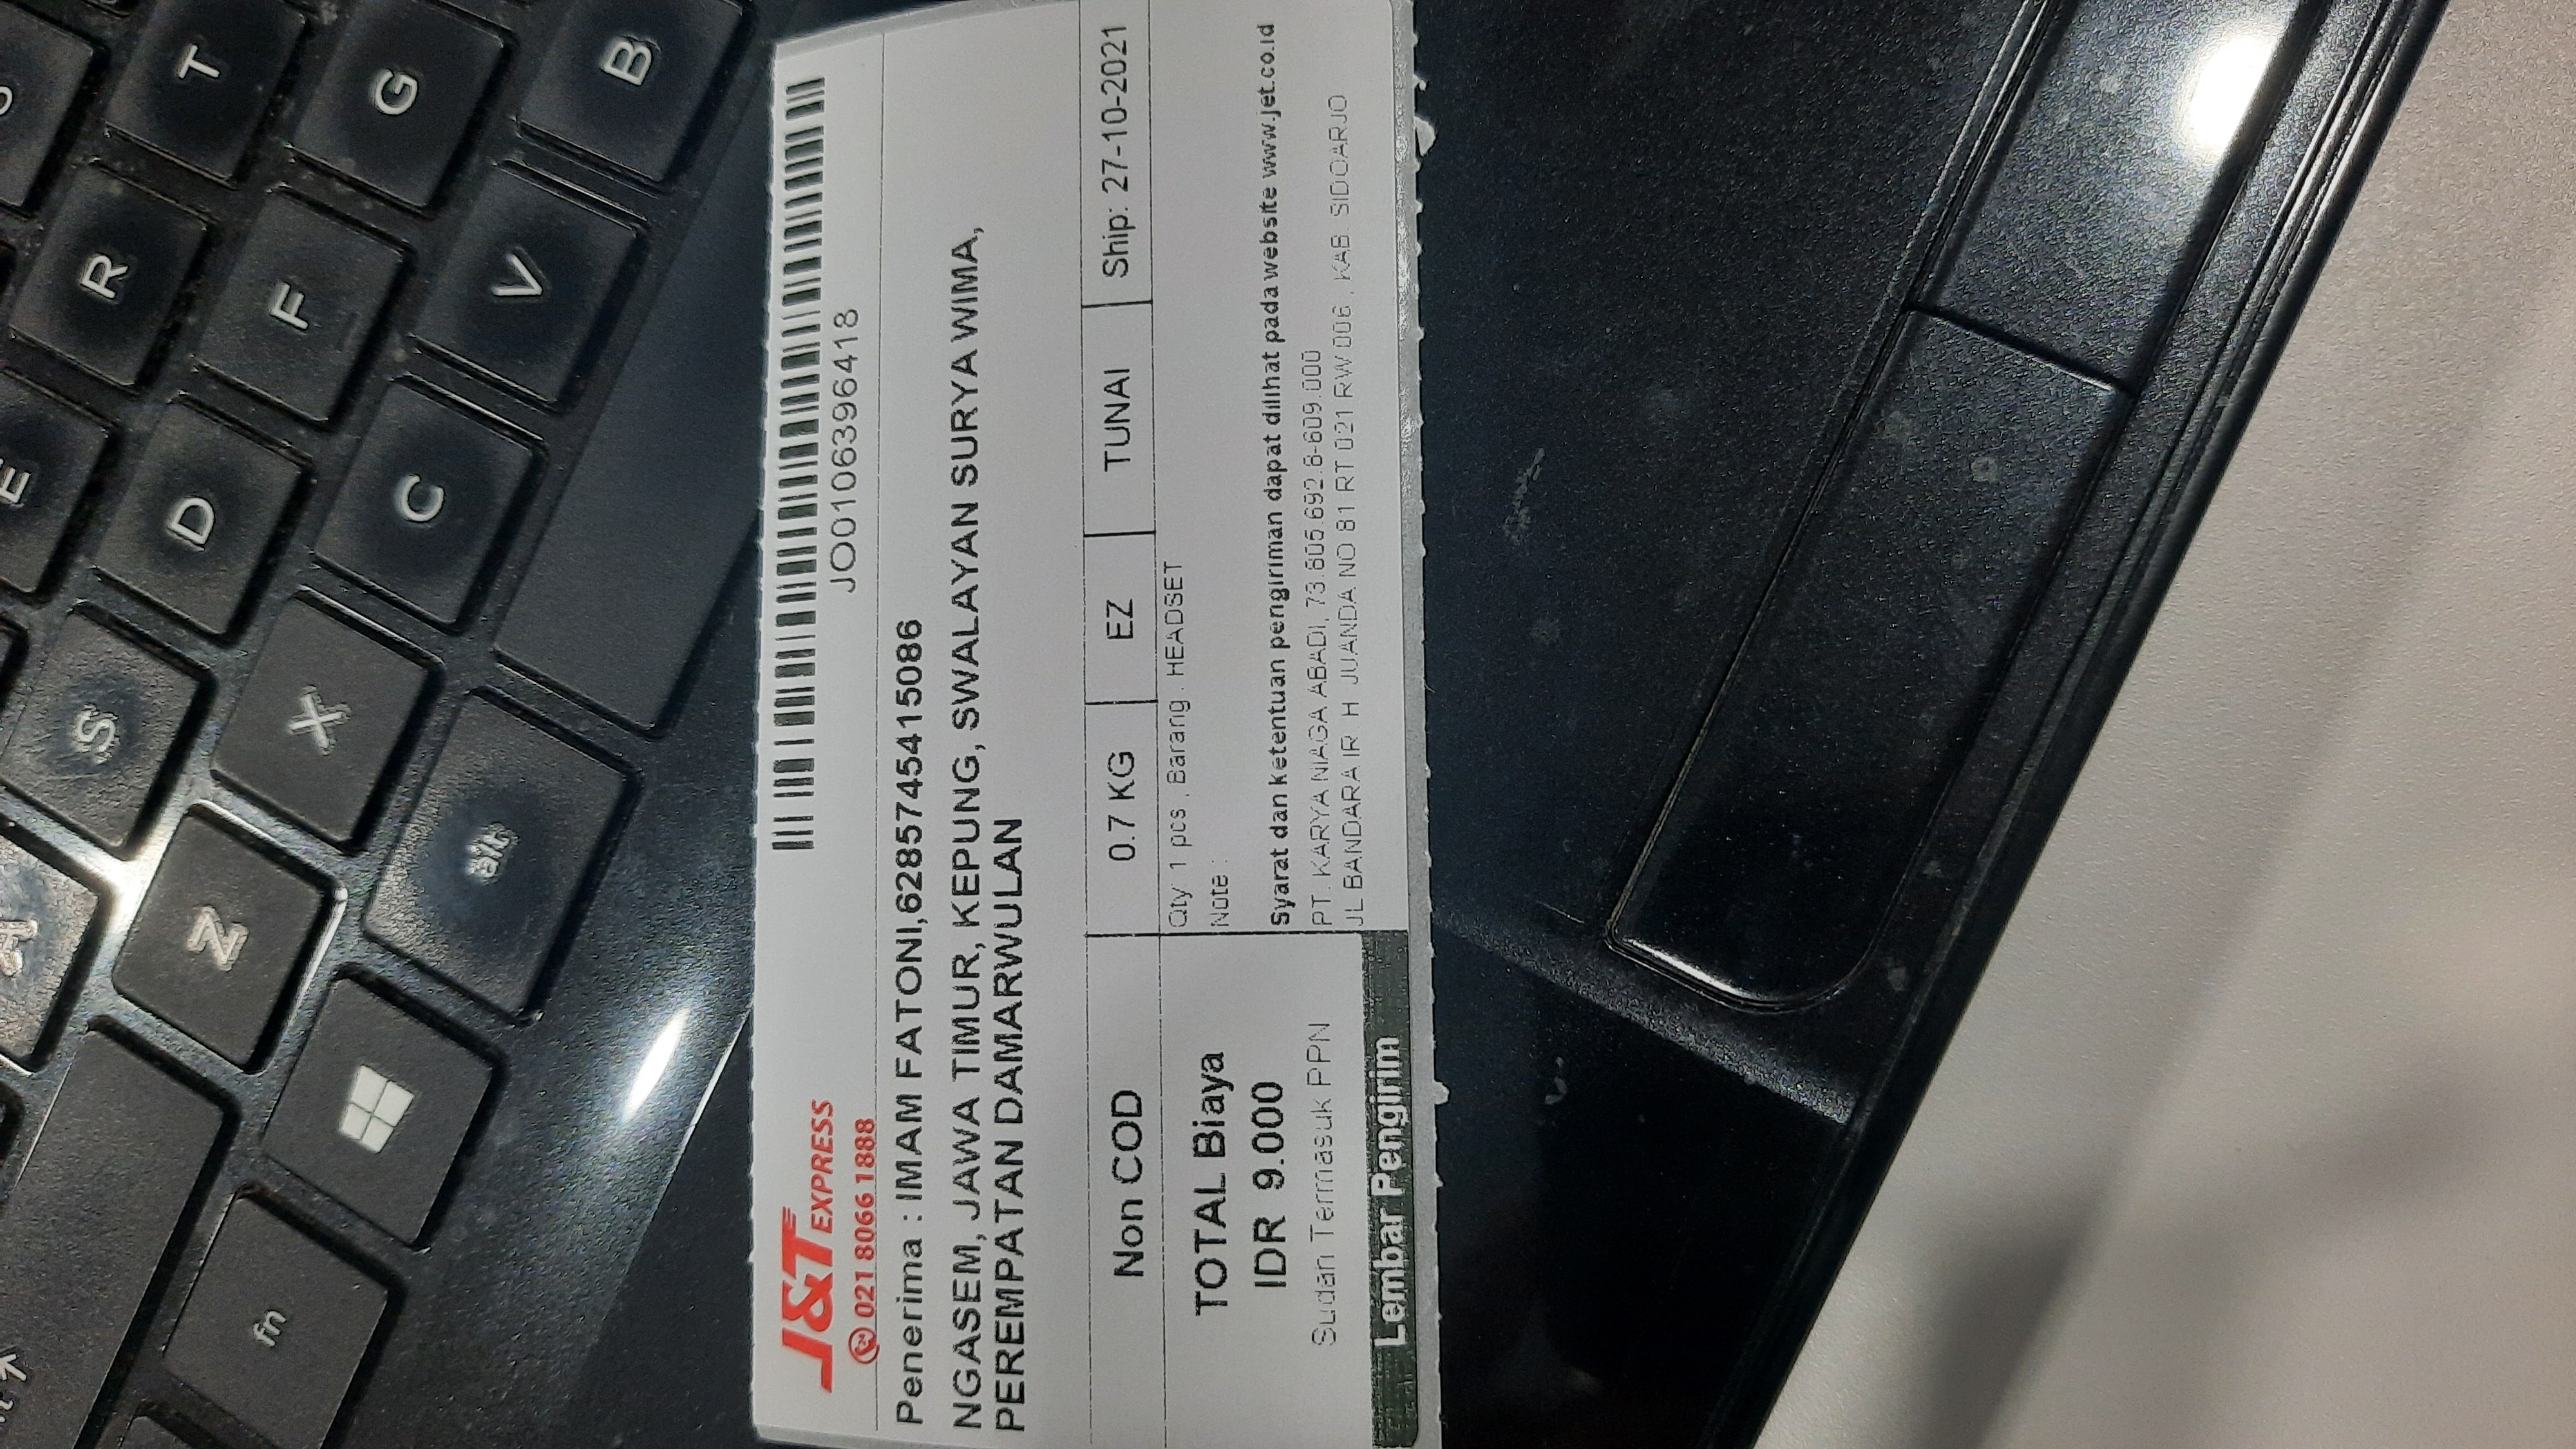 A
S
E
R
T
Z
D
fn
X
F
G
C
alt
V
B
J&T EXPRESS
021 8066 1888
JO0106396418
Penerima : IMAM FATONI,6285745415086
NGASEM, JAWA TIMUR, KEPUNG, SWALAYAN SURYA WIMA,
PEREMPATAN DAMARWULAN
Non COD
0.7 KG
EZ
TUNAI
Ship: 27-10-2021
TOTAL Biaya
IDR 9.000
Sudah Termasuk PPN
Lembar Pengirim
Qty: 1 pcs , Barang : HEADSET
Note :
Syarat dan ketentuan pengiriman dapat dilihat pada website www.jet.co.id
PT. KARYA NIAGA ABADI, 73.805.692.8-609.000
JL BANDARA IR H JUANDA NO 81 RT 021 RW 006 , KAB. SIDOARJO